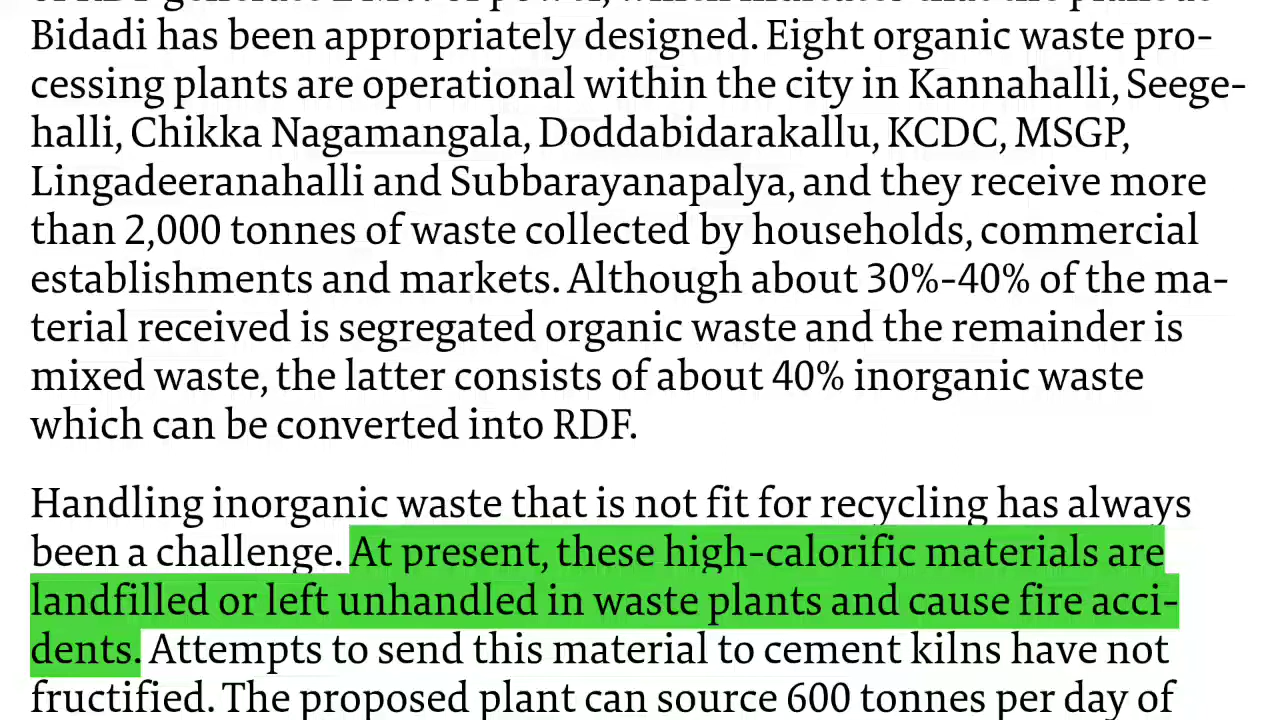 Bidadi has been appropriately designed. Eight organic waste pro-
cessing plants are operational within the city in Kannahalli, Seege-
halli, Chikka Nagamangala, Doddabidarakallu, KCDC, MSGP,
Lingadeeranahalli and Subbarayanapalya, and they receive more
than 2,000 tonnes of waste collected by households, commercial
establishments and markets. Although about 30%-40% of the ma-
terial received is segregated organic waste and the remainder is
mixed waste, the latter consists of about 40% inorganic waste
which can be converted into RDF.
Handling inorganic waste that is not fit for recycling has always
been a challenge. At present, these high-calorific materials are
landfilled or left unhandled in waste plants and cause fire acci-
dents. Attempts to send this material to cement kilns have not
fructified. The proposed plant can source 600 tonnes per day of